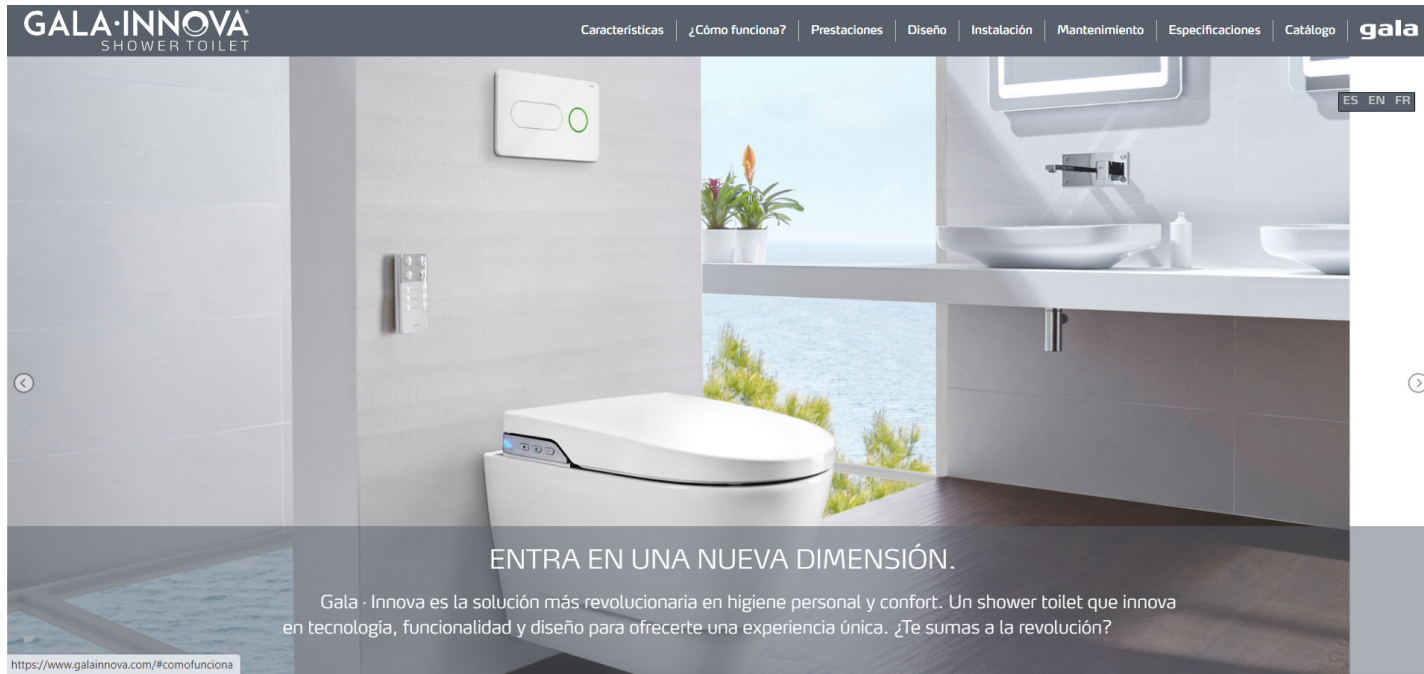 GALA·INNOVA®
SHOWER TOILET
Características
¿Cómo funciona?
Prestaciones
Diseño
Instalación
Mantenimiento
Especificaciones
Catálogo
gala
ES EN FR
ENTRA EN UNA NUEVA DIMENSIÓN.
Gala · Innova es la solución más revolucionaria en higiene personal y confort. Un shower toilet que innova
en tecnología, funcionalidad y diseño para ofrecerte una experiencia única. ¿Te sumas a la revolución?
https://www.galainnova.com/#comofunciona